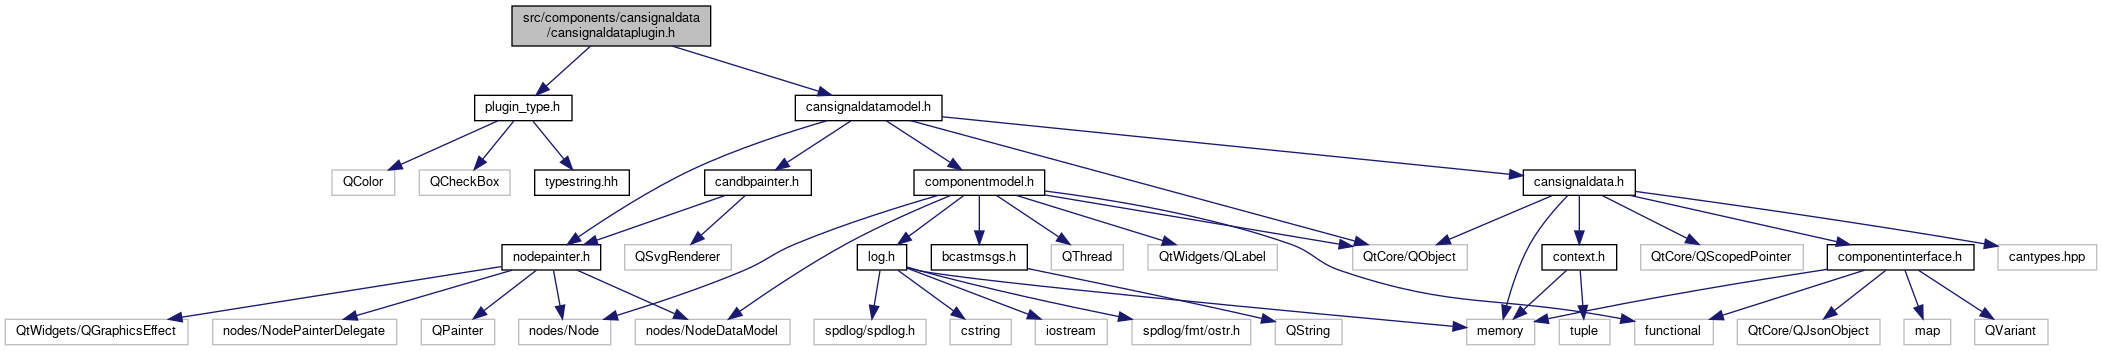 src/components/cansignaldata
/cansignaldataplugin.h
plugin_type.h
cansignaldatamodel.h
QColor
QCheckBox
typestring.hh
candbpainter.h
componentmodel.h
cansignaldata.h
nodepainter.h
QSvgRenderer
log.h
bcastmsgs.h
QThread
QtWidgets/QLabel
QtCore/QObject
context.h
QtCore/QScopedPointer
componentinterface.h
cantypes.hpp
QtWidgets/QGraphicsEffect
nodes/NodePainterDelegate
QPainter
nodes/Node
nodes/NodeDataModel
spdlog/spdlog.h
cstring
iostream
spdlog/fmt/ostr.h
QString
memory
tuple
functional
QtCore/QJsonObject
map
QVariant